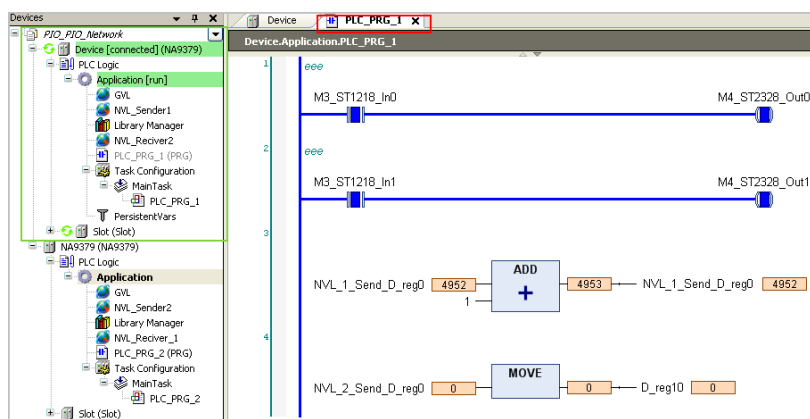 Devices
PIO_PIO_Network
Device [connected] (NA9379)
PLC Logic
Application [run]
GVL
NVL_Sender1
Library Manager
NVL_Reciver2
PLC_PRG_1 (PRG)
Task Configuration
MainTask
PLC_PRG_1
PersistentVars
Slot (Slot)
NA9379 (NA9379)
PLC Logic
Application
GVL
NVL_Sender2
Library Manager
NVL_Reciver_1
PLC_PRG_2 (PRG)
Task Configuration
MainTask
PLC_PRG_2
Slot (Slot)
Device PLC_PRG_1 X
Device.Application.PLC_PRG_1
1 eee
M3_ST1218_In0 M4_ST2328_Out0
2 eee
M3_ST1218_In1 M4_ST2328_Out1
3
ADD
NVL_1_Send_D_reg0 4952 + 4953 NVL_1_Send_D_reg0 4952
1
4
MOVE
NVL_2_Send_D_reg0 0 0 D_reg10 0